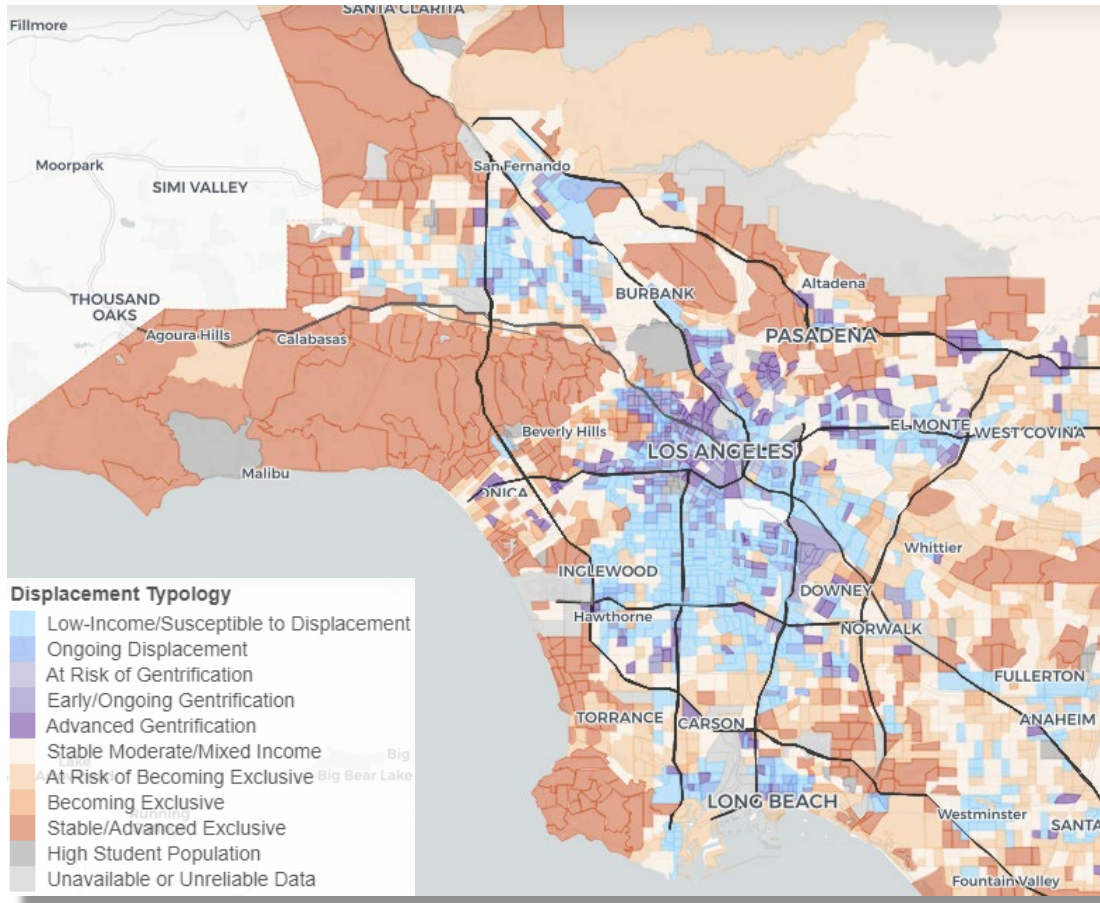 SANTA CLARITA
Fillmore
Moorpark
San Fernando
SIMI VALLEY
Altadena
THOUSAND
OAKS
BURBANK
Agoura Hills
Calabasas
PASADENA
Beverly Hills
EL MONTE
WEST COVINA
LOS ANGELES
Malibu
ONICA
Whittier
INGLEWOOD
DOWNEY
Hawthorne
NORWALK
FULLERTON
TORRANCE
CARSON
ANAHEIM
LONG BEACH
Westminster
SANTA
Fountain Valley
Displacement Typology
Low-Income/Susceptible to Displacement
Ongoing Displacement
At Risk of Gentrification
Early/Ongoing Gentrification
Advanced Gentrification
Stable Moderate/Mixed Income
Lake
Big
At Risk of Becoming Exclusive
Big Bear Lake
Becoming Exclusive
Running
Stable/Advanced Exclusive
High Student Population
Unavailable or Unreliable Data